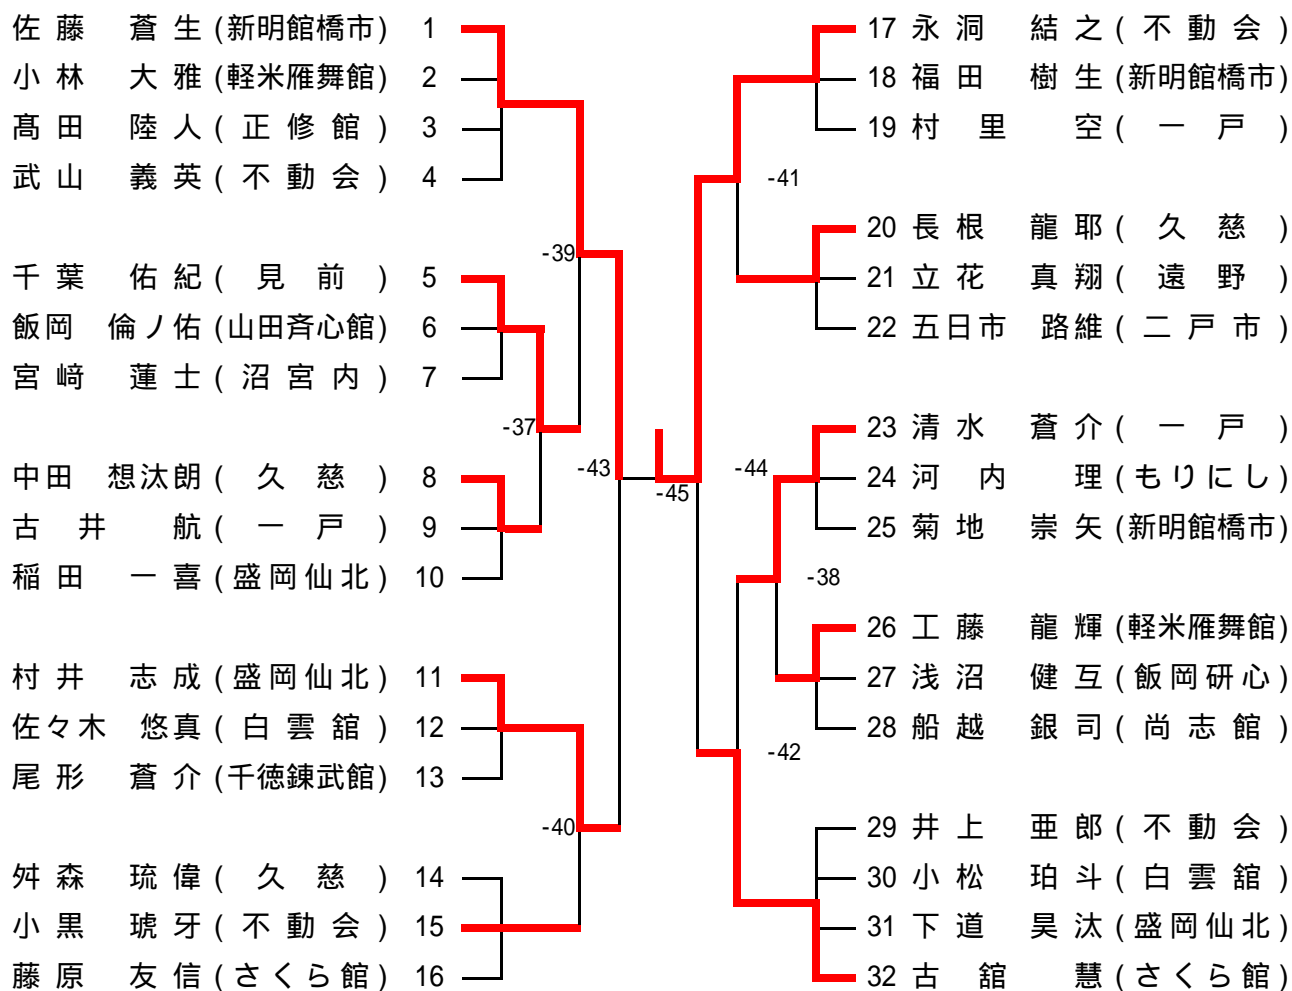 佐藤 蒼生(新明館橋市) 1
小林 大雅(軽米雁舞館) 2
髙田 陸人(正修館) 3
武山 義英(不動会) 4
千葉 佑紀(見前) 5
飯岡 倫ノ佑(山田斉心館) 6
宮﨑 蓮士(沼宮内) 7
中田 想汰朗(久慈) 8
古井 航(一戸) 9
稲田 一喜(盛岡仙北) 10
村井 志成(盛岡仙北) 11
佐々木 悠真(白雲舘) 12
尾形 蒼介(千徳錬武館) 13
舛森 琉偉(久慈) 14
小黒 琥牙(不動会) 15
藤原 友信(さくら館) 16
-39
-37
-43
-40
-45
-41
-44
-38
-42
17 永洞 結之(不動会)
18 福田 樹生(新明館橋市)
19 村里 空(一戸)
20 長根 龍耶(久慈)
21 立花 真翔(遠野)
22 五日市 路維(二戸市)
23 清水 蒼介(一戸)
24 河内 理(もりにし)
25 菊地 崇矢(新明館橋市)
26 工藤 龍輝(軽米雁舞館)
27 浅沼 健互(飯岡研心)
28 船越 銀司(尚志館)
29 井上 亜郎(不動会)
30 小松 珀斗(白雲舘)
31 下道 昊汰(盛岡仙北)
32 古舘 慧(さくら館)